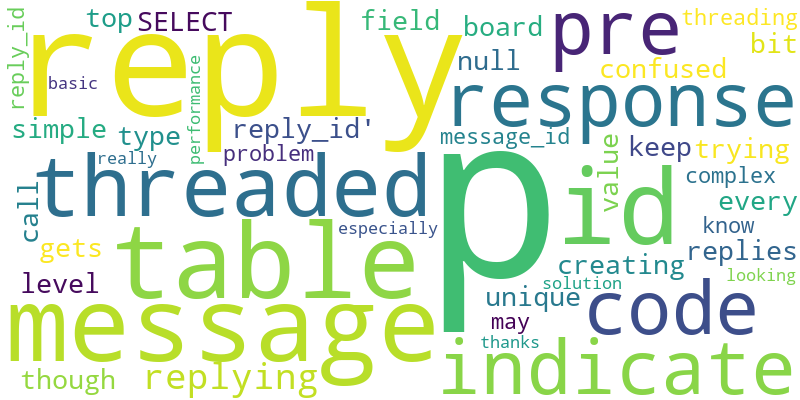 reply_id
top
SELECT
field
board
pre
threading
bit
reply
basic
performance
null
confused
response
simple
type
reply_id'
message_id
keep
trying
problem
really
threaded
p
id
value
complex
every
call
especially
know
gets
table
replies
creating
looking
level
solution
unique
code
message
may
thanks
indicate
though
replying